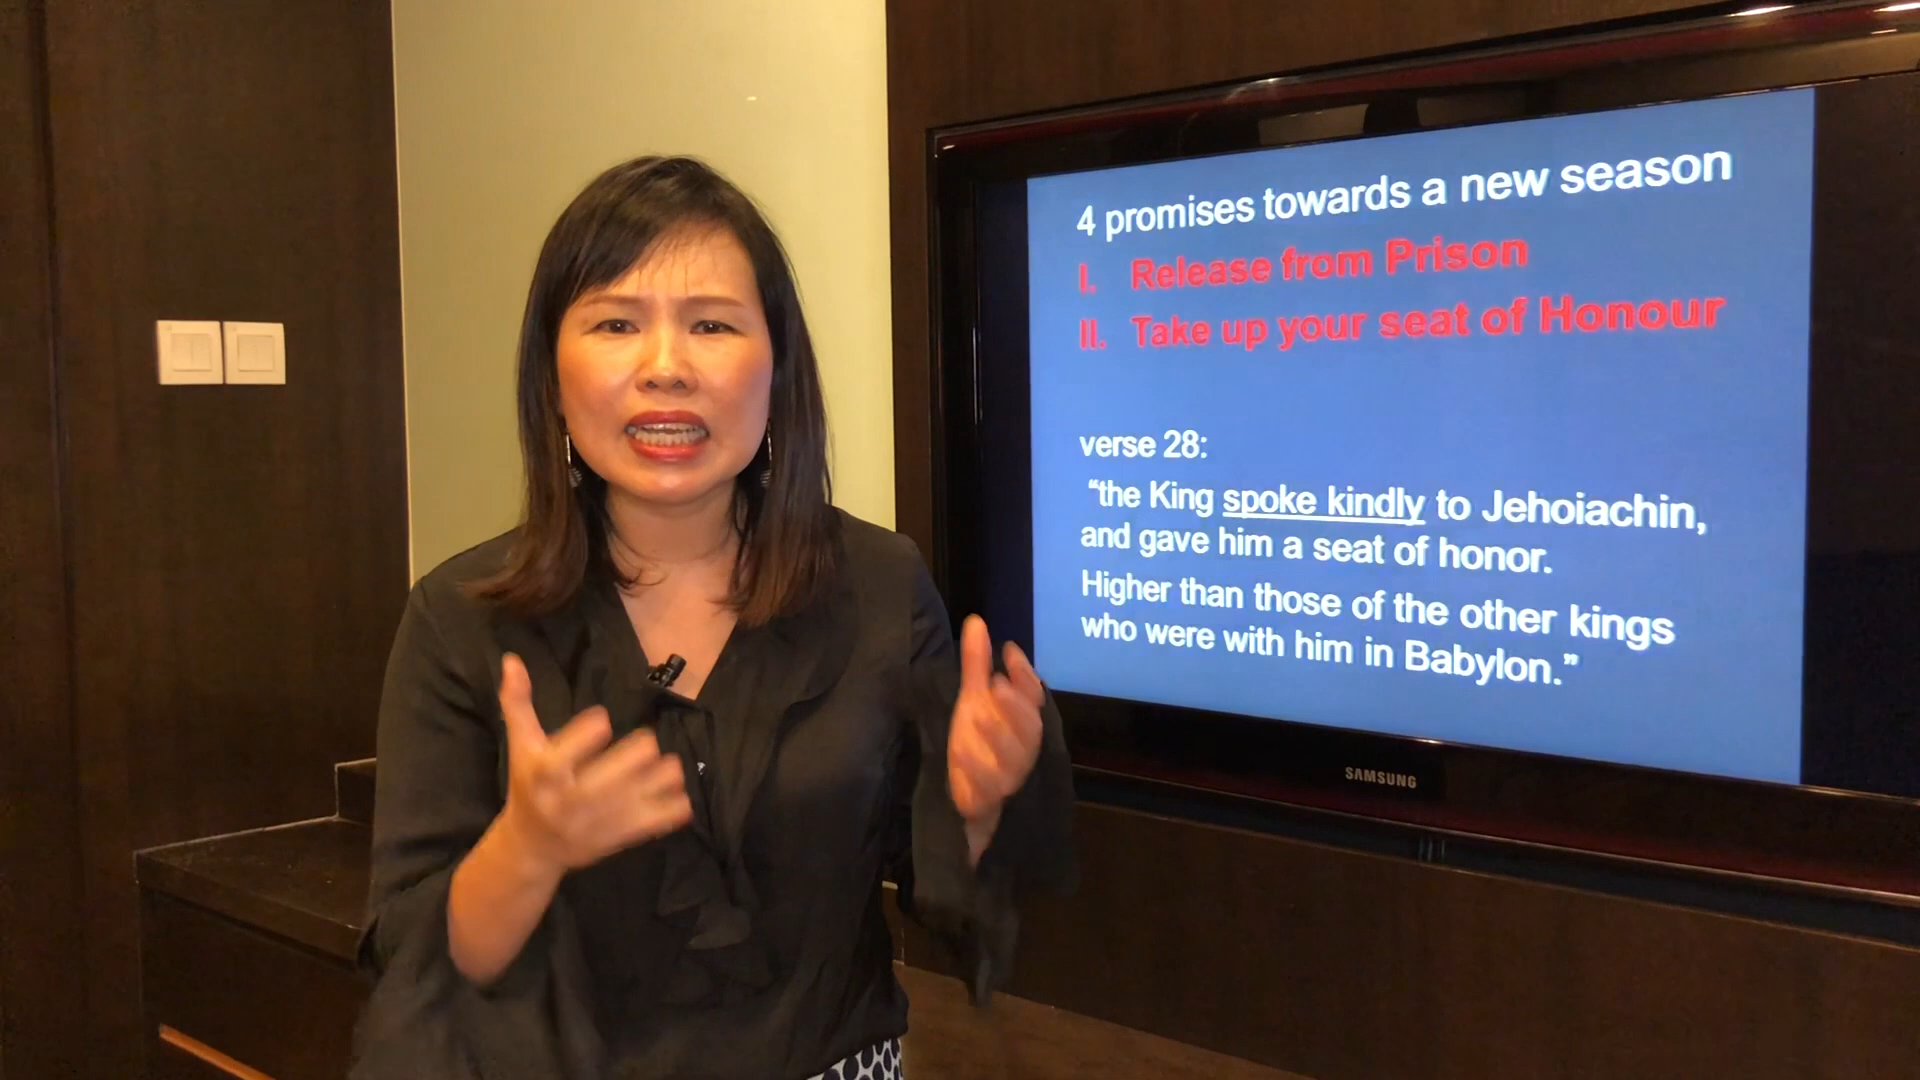 4 promises towards a new season
I. Release from Prison
II. Take up your seat of Honour
verse 28:
“the King spoke kindly to Jehoiachin,
and gave him a seat of honor.
Higher than those of the other kings
who were with him in Babylon.”
SAMSUNG